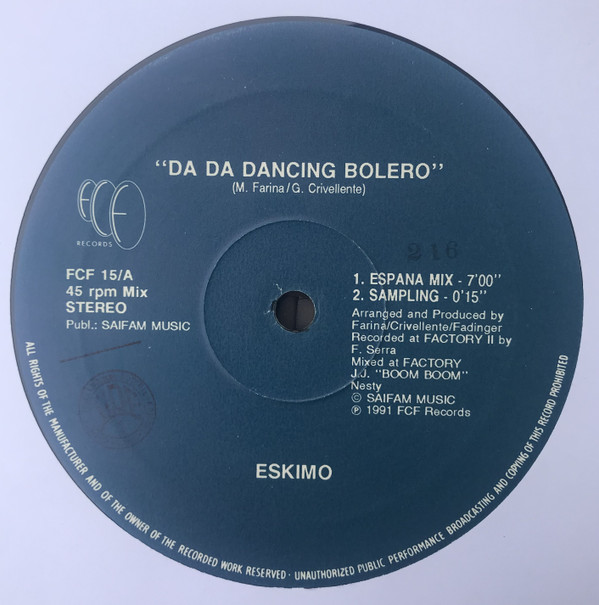 "DA DA DANCING BOLERO"
(M. Farina/G. Crivellente)
FCF
RECORDS
FCF 15/A
45 rpm Mix
STEREO
Publ.: SAIFAM MUSIC
216
1. ESPANA MIX - 7'00"
2. SAMPLING - 0'15"
Arranged and Produced by
Farina/Crivellente/Fadinger
Recorded at FACTORY II by
F. Serra
Mixed at FACTORY
J.J. "BOOM BOOM"
Nesty
© SAIFAM MUSIC
℗ 1991 FCF Records
ESKIMO
ALL RIGHTS OF THE MANUFACTURER AND OF THE OWNER OF THE RECORDED WORK RESERVED · UNAUTHORIZED PUBLIC PERFORMANCE BROADCASTING AND COPYING OF THIS RECORD PROHIBITED